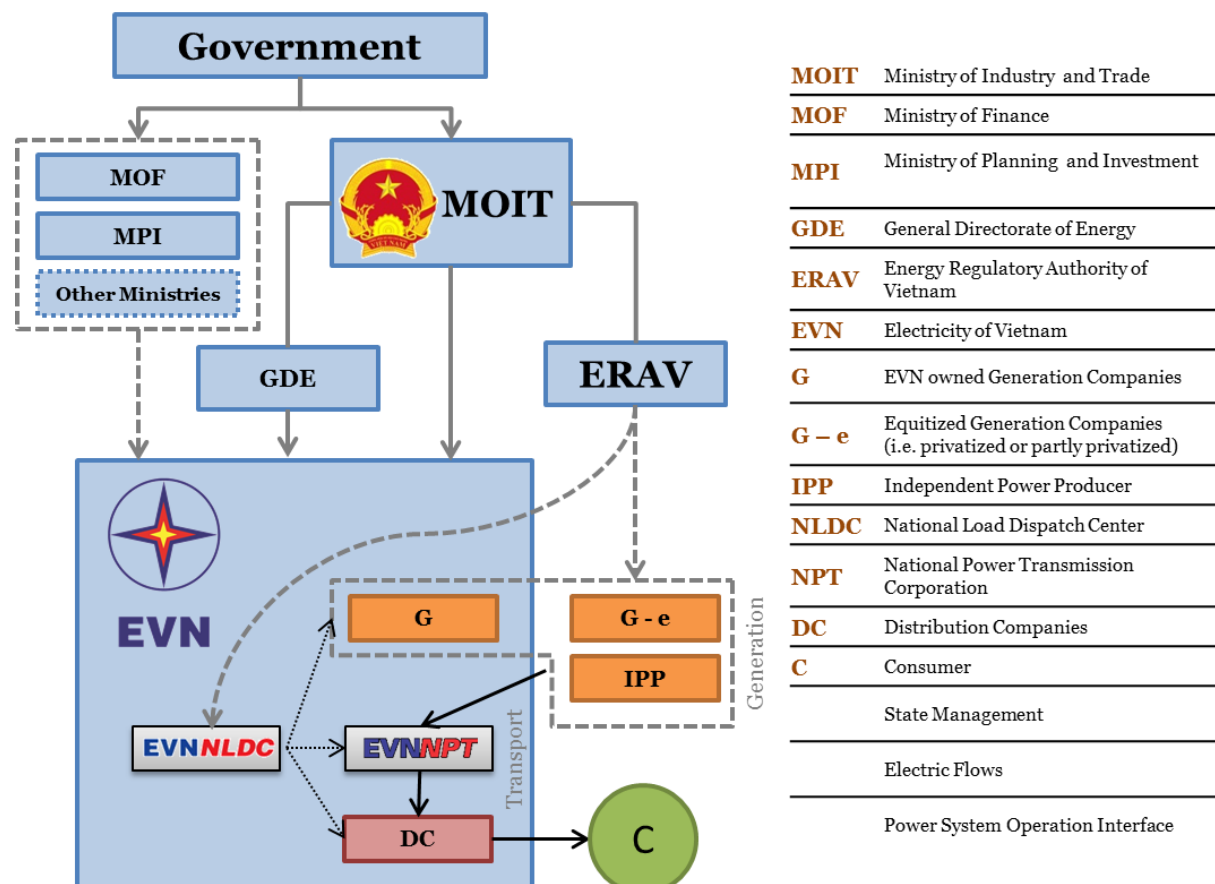 Government
MOF
MPI
Other Ministries
MOIT
VIỆT NAM
GDE
ERAV
EVN
G
G - e
IPP
Generation
EVNNLDC
EVNNPT
Transport
DC
C
MOIT Ministry of Industry and Trade
MOF Ministry of Finance
MPI Ministry of Planning and Investment
GDE General Directorate of Energy
ERAV Energy Regulatory Authority of
Vietnam
EVN Electricity of Vietnam
G EVN owned Generation Companies
G – e Equitized Generation Companies
(i.e. privatized or partly privatized)
IPP Independent Power Producer
NLDC National Load Dispatch Center
NPT National Power Transmission
Corporation
DC Distribution Companies
C Consumer
State Management
Electric Flows
Power System Operation Interface